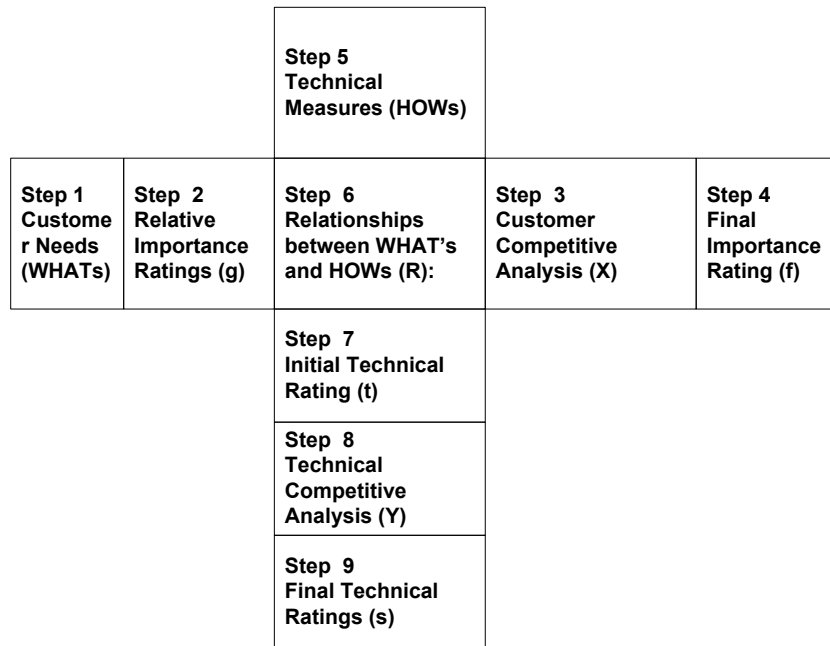 Step 5
Technical
Measures (HOWs)
Step 1
Custome
r Needs
(WHATs)
Step 2
Relative
Importance
Ratings (g)
Step 6
Relationships
between WHAT’s
and HOWs (R):
Step 3
Customer
Competitive
Analysis (X)
Step 4
Final
Importance
Rating (f)
Step 7
Initial Technical
Rating (t)
Step 8
Technical
Competitive
Analysis (Y)
Step 9
Final Technical
Ratings (s)